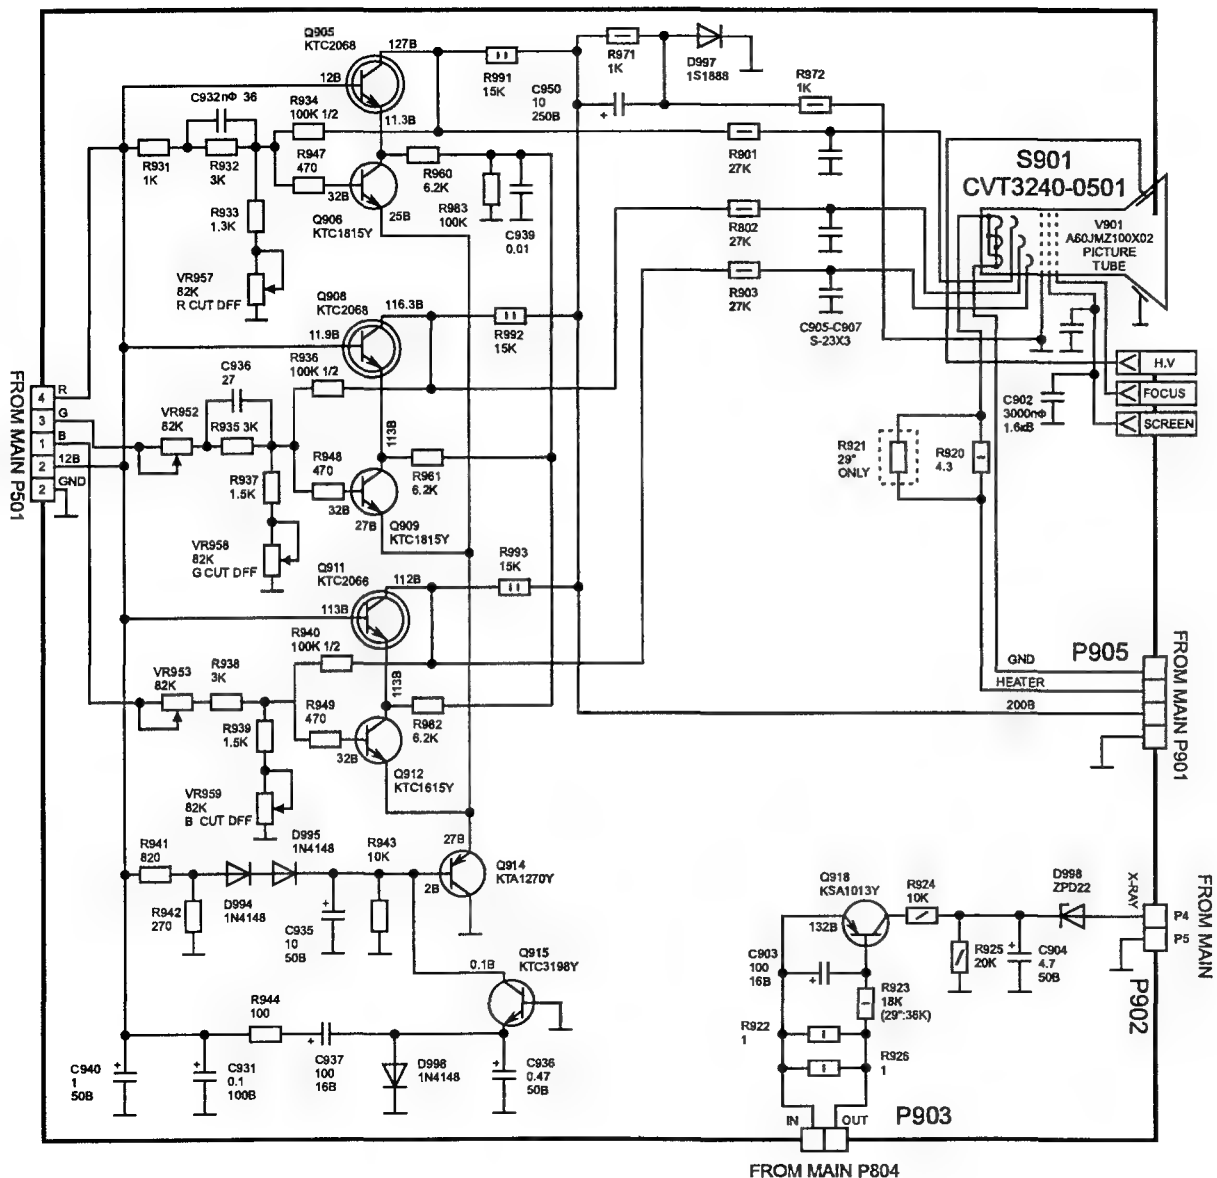 Q905
KTC2068
127B
12B
11.3B
C932пФ 36
R934
100K 1/2
R947
470
R931
1K
R932
3K
R933
1.3K
VR957
82K
R CUT DFF
32B
Q906
KTC1815Y
25B
R960
6.2K
R983
100K
C939
0.01
R991
15K
C950
10
250B
R971
1K
D997
1S1888
R972
1K
R901
27K
R802
27K
R903
27K
C905-C907
S-23X3
S901
CVT3240-0501
V901
A60JMZ100X02
PICTURE
TUBE
H.V
FOCUS
SCREEN
C902
3000пФ
1.6кВ
R921
29"
ONLY
R920
4.3
Q908
KTC2068
116.3B
11.9B
R992
15K
R936
100K 1/2
C936
27
VR952
82K
R935 3K
R937
1.5K
R948
470
32B
113B
R961
6.2K
27B
Q909
KTC1815Y
VR958
82K
G CUT DFF
FROM MAIN P501
4
R
3
G
1
B
2
12B
2
GND
Q911
KTC2066
112B
113B
R993
15K
R940
100K 1/2
VR953
82K
R938
3K
R939
1.5K
R949
470
32B
113B
R982
6.2K
Q912
KTC1615Y
VR959
82K
B CUT DFF
P905
GND
HEATER
200B
FROM MAIN P901
R941
820
D995
1N4148
R943
10K
27B
2B
Q914
KTA1270Y
R942
270
D994
1N4148
C935
10
50B
0.1B
Q915
KTC3198Y
R944
100
C940
1
50B
C931
0.1
100B
C937
100
16B
D998
1N4148
C936
0.47
50B
Q918
KSA1013Y
132B
R924
10K
D998
ZPD22
X-RAY
FROM MAIN
P4
P5
P902
C903
100
16B
R923
18K
(29":36K)
R925
20K
C904
4.7
50B
R922
1
R926
1
IN
OUT
P903
FROM MAIN P804